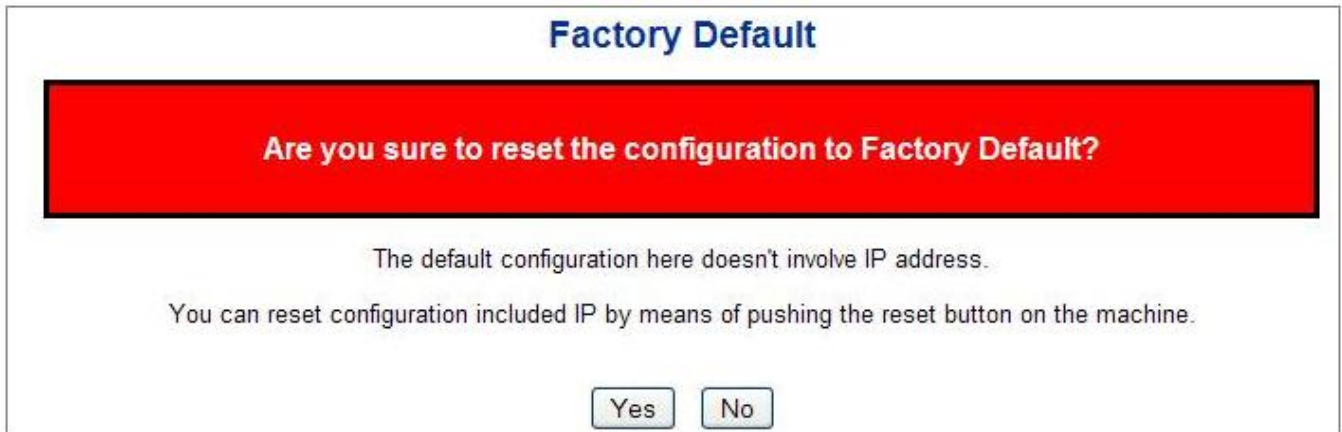 Factory Default
Are you sure to reset the configuration to Factory Default?
The default configuration here doesn't involve IP address.
You can reset configuration included IP by means of pushing the reset button on the machine.
Yes No